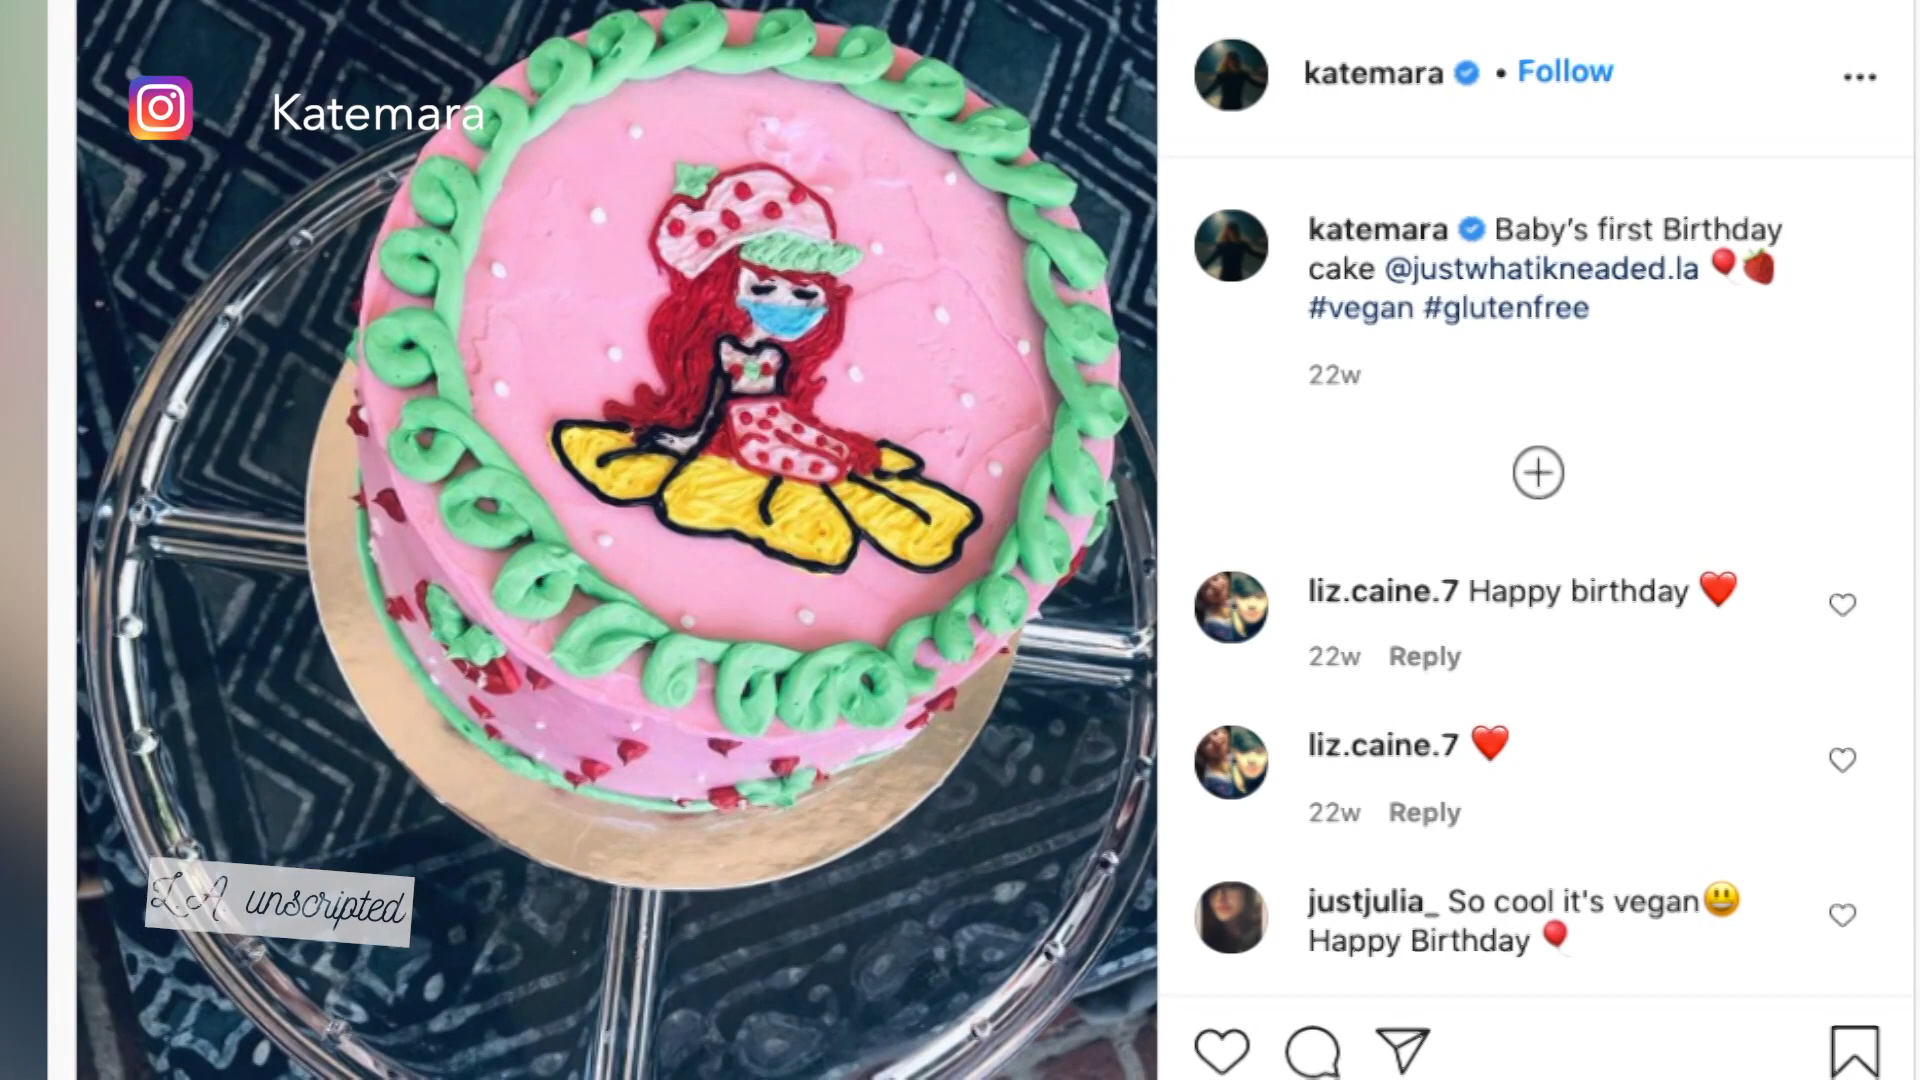 Katemara
L.A. unscripted
katemara • Follow
katemara Baby's first Birthday
cake @justwhatikneaded.la 🎈🍓
#vegan #glutenfree
22w
liz.caine.7 Happy birthday ❤️
22w Reply
liz.caine.7 ❤️
22w Reply
justjulia_ So cool it's vegan😃
Happy Birthday 🎈